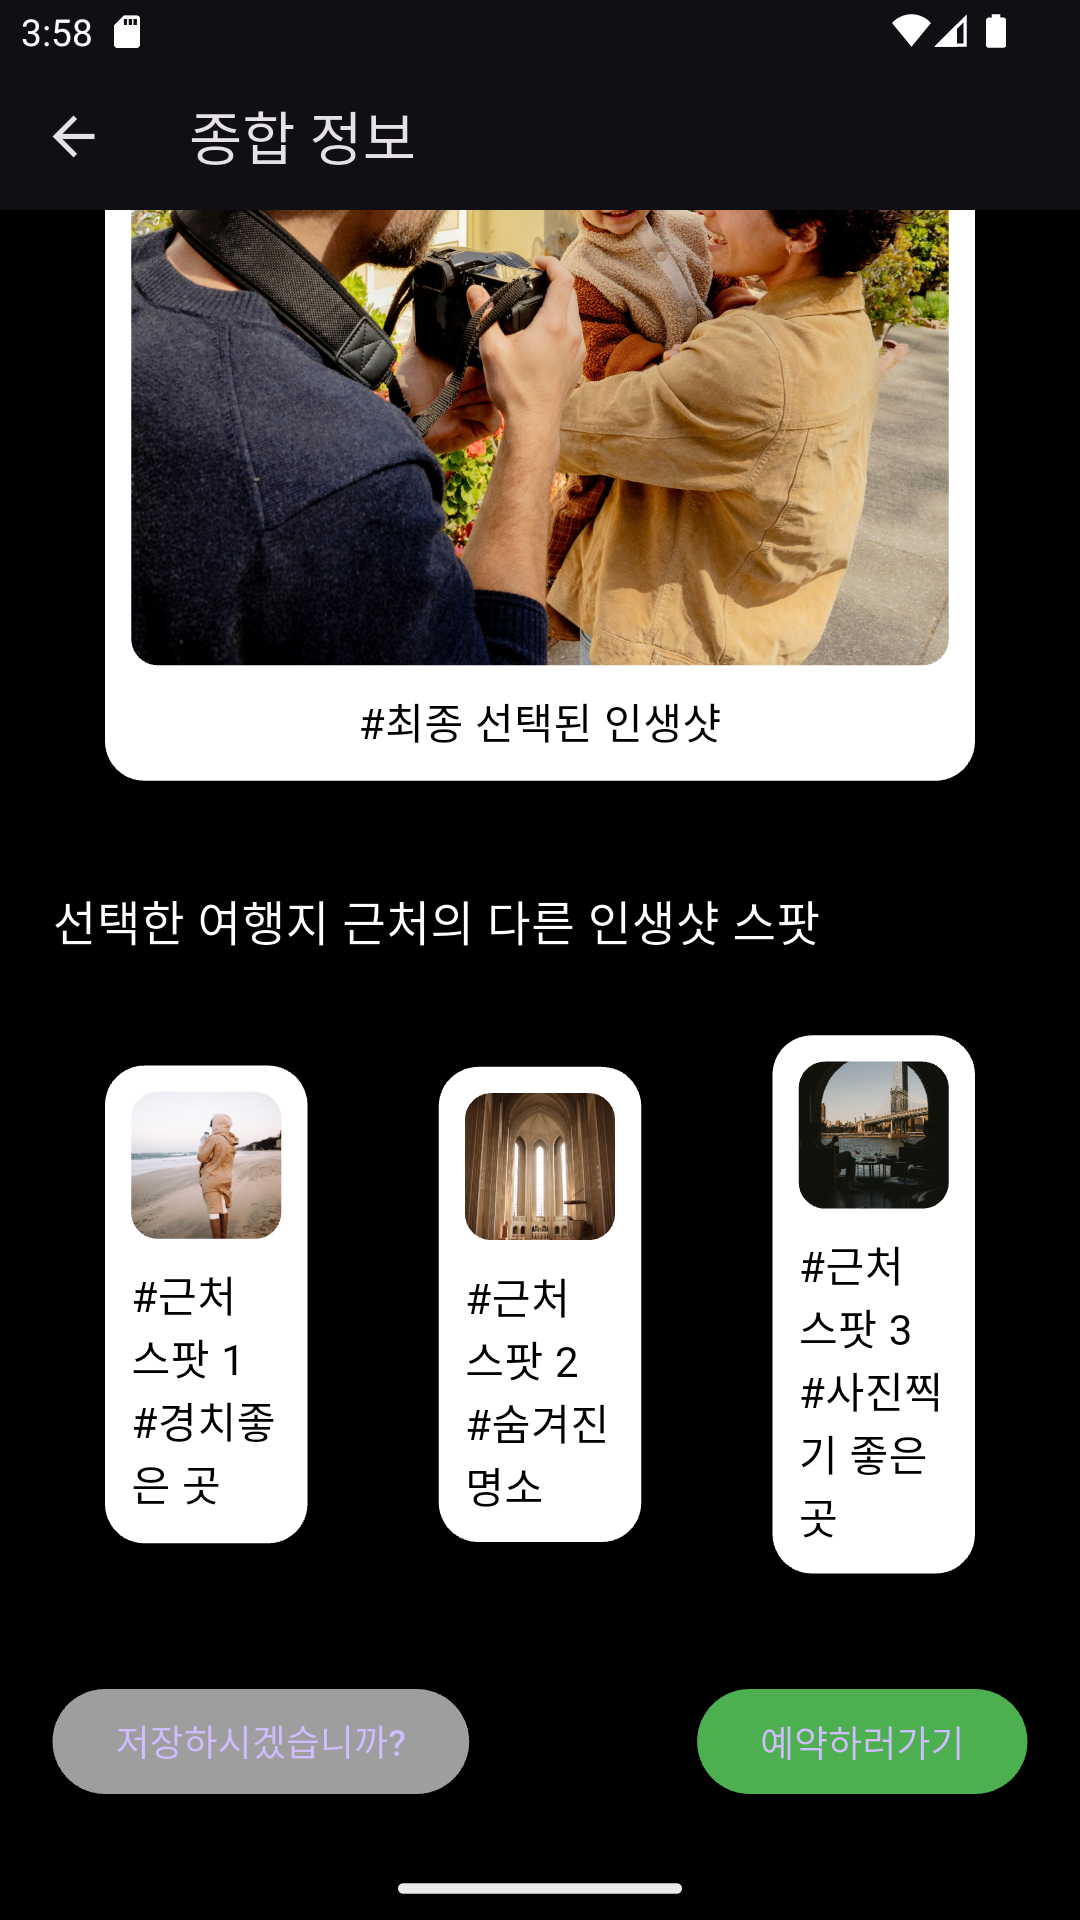 3:58
종합 정보
#최종 선택된 인생샷
선택한 여행지 근처의 다른 인생샷 스팟
#근처
스팟 1
#경치좋
은 곳
#근처
스팟 2
#숨겨진
명소
#근처
스팟 3
#사진찍
기 좋은
곳
저장하시겠습니까?
예약하러가기